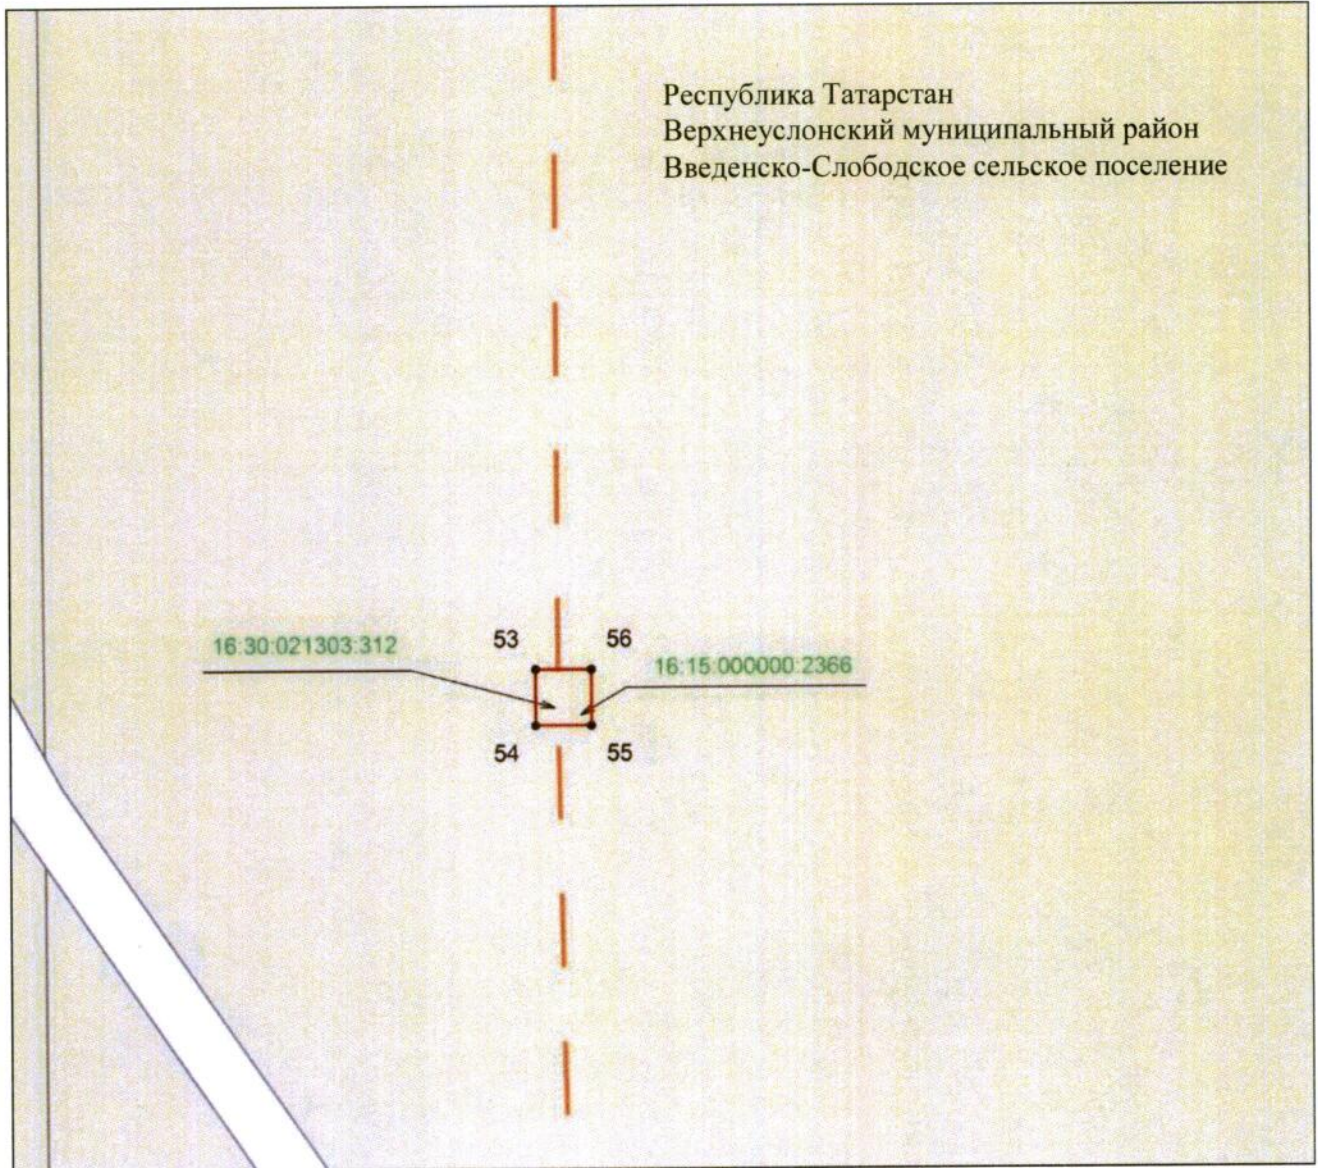 Республика Татарстан
Верхнеуслонский муниципальный район
Введенско-Слободское сельское поселение
16:30:021303:312
53
56
16:15:000000:2366
54
55